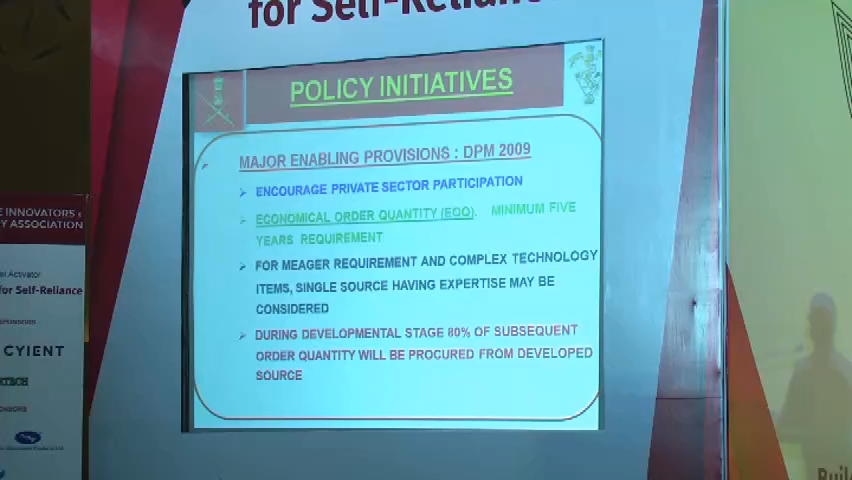 for Self-Reliance
POLICY INITIATIVES
MAJOR ENABLING PROVISIONS : DPM 2009
ENCOURAGE PRIVATE SECTOR PARTICIPATION
ECONOMICAL ORDER QUANTITY (EOQ). MINIMUM FIVE
YEARS REQUIREMENT
FOR MEAGER REQUIREMENT AND COMPLEX TECHNOLOGY
ITEMS, SINGLE SOURCE HAVING EXPERTISE MAY BE
CONSIDERED
DURING DEVELOPMENTAL STAGE 80% OF SUBSEQUENT
ORDER QUANTITY WILL BE PROCURED FROM DEVELOPED
SOURCE
E INNOVATORS
Y ASSOCIATION
Activator
for Self-Reliance
CYIENT